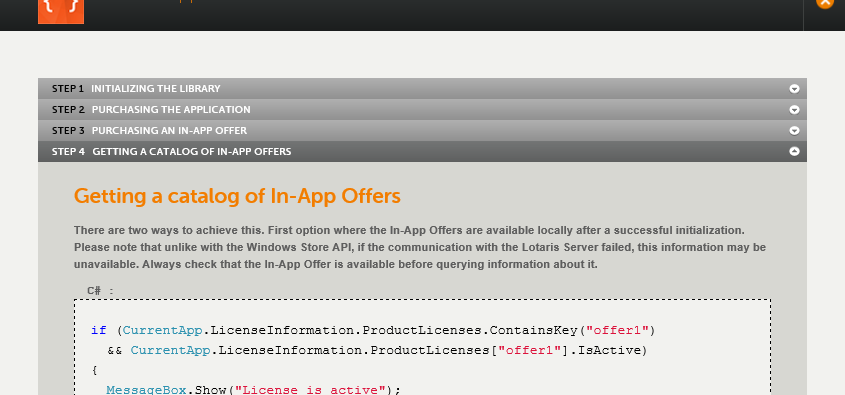 { }
STEP 1 INITIALIZING THE LIBRARY
STEP 2 PURCHASING THE APPLICATION
STEP 3 PURCHASING AN IN-APP OFFER
STEP 4 GETTING A CATALOG OF IN-APP OFFERS
Getting a catalog of In-App Offers
There are two ways to achieve this. First option where the In-App Offers are available locally after a successful initialization.
Please note that unlike with the Windows Store API, if the communication with the Lotaris Server failed, this information may be
unavailable. Always check that the In-App Offer is available before querying information about it.
C# :
if (CurrentApp.LicenseInformation.ProductLicenses.ContainsKey("offer1")
&& CurrentApp.LicenseInformation.ProductLicenses["offer1"].IsActive)
{
MessageBox.Show("License is active");